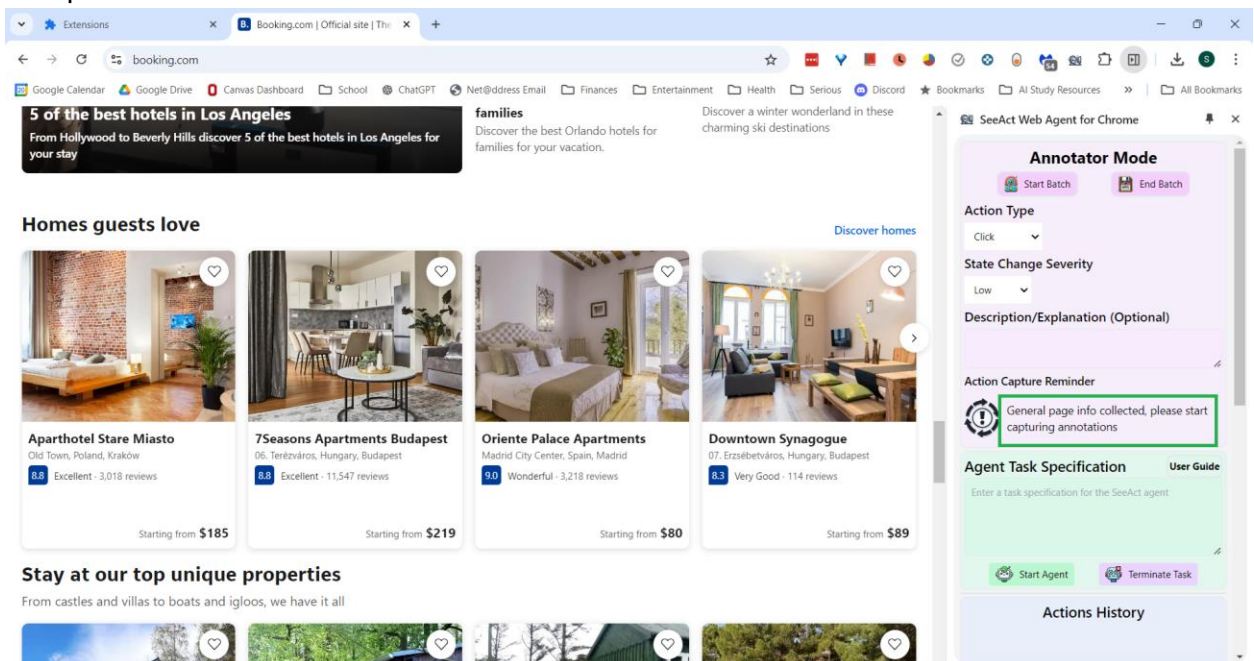 Extensions
Booking.com | Official site | The
booking.com
54
S
Google Calendar
Google Drive
Canvas Dashboard
School
ChatGPT
Net@ddress Email
Finances
Entertainment
Health
Serious
Discord
Bookmarks
AI Study Resources
All Bookmarks
5 of the best hotels in Los Angeles
From Hollywood to Beverly Hills discover 5 of the best hotels in Los Angeles for
your stay
families
Discover the best Orlando hotels for
families for your vacation.
Discover a winter wonderland in these
charming ski destinations
Homes guests love
Discover homes
Aparthotel Stare Miasto
Old Town, Poland, Kraków
8.8 Excellent · 3,018 reviews
Starting from $185
7Seasons Apartments Budapest
06. Terézváros, Hungary, Budapest
8.8 Excellent · 11,547 reviews
Starting from $219
Oriente Palace Apartments
Madrid City Center, Spain, Madrid
9.0 Wonderful · 3,218 reviews
Starting from $80
Downtown Synagogue
07. Erzsébetváros, Hungary, Budapest
8.3 Very Good · 114 reviews
Starting from $89
Stay at our top unique properties
From castles and villas to boats and igloos, we have it all
SeeAct Web Agent for Chrome
Annotator Mode
Start Batch
End Batch
Action Type
Click
State Change Severity
Low
Description/Explanation (Optional)
Action Capture Reminder
General page info collected, please start
capturing annotations
Agent Task Specification
User Guide
Enter a task specification for the SeeAct agent
Start Agent
Terminate Task
Actions History